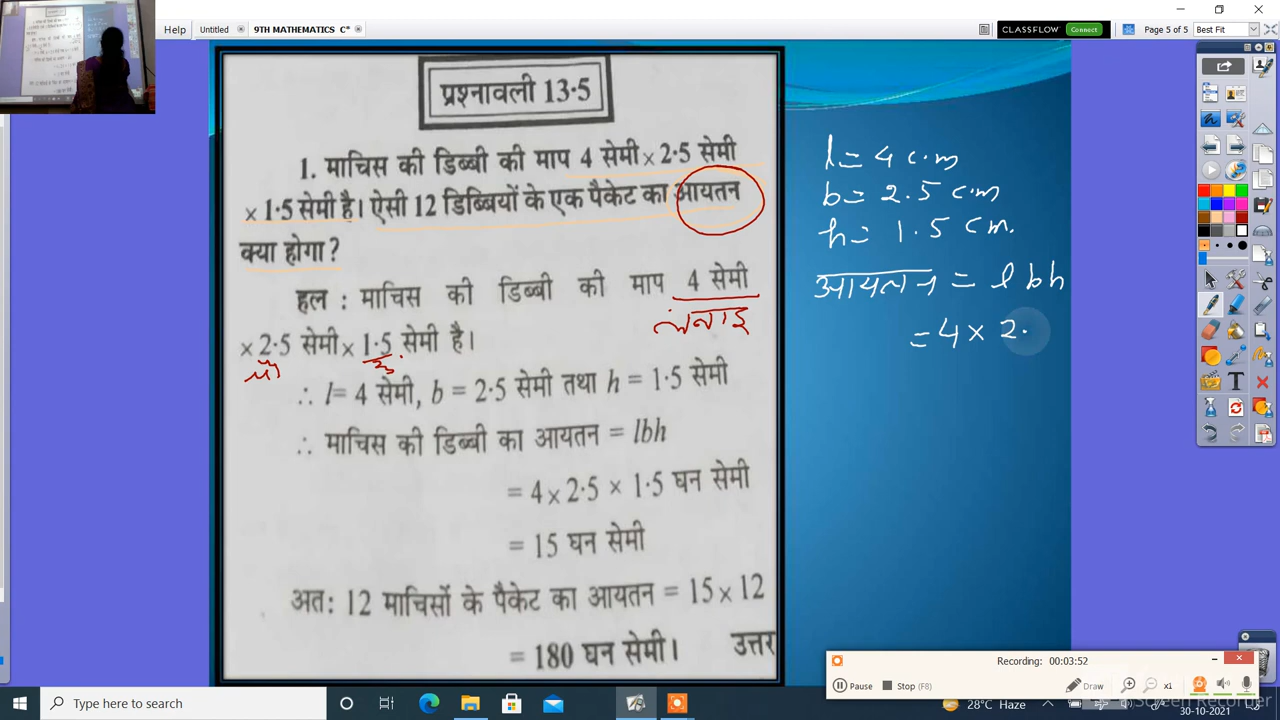 Help
Untitled
9TH MATHEMATICS C*
CLASSFLOW Connect
Page 5 of 5
Best Fit
प्रश्नावली 13·5
1. माचिस की डिब्बी की माप 4 सेमी × 2·5 सेमी
× 1·5 सेमी है। ऐसी 12 डिब्बियों के एक पैकेट का आयतन
क्या होगा?
हल : माचिस की डिब्बी की माप 4 सेमी
× 2·5 सेमी × 1·5 सेमी है।
∴ l= 4 सेमी, b = 2·5 सेमी तथा h = 1·5 सेमी
∴ माचिस की डिब्बी का आयतन = lbh
= 4 × 2·5 × 1·5 घन सेमी
= 15 घन सेमी
अत: 12 माचिसों के पैकेट का आयतन = 15 × 12
= 180 घन सेमी। उत्तर
l = 4 c·m
b = 2.5 c·m
h = 1.5 cm.
आयतन = l b h
= 4 × 2·
Recording: 00:03:52
Pause Stop (F8) Draw x1
Type here to search
28°C Haze
30-10-2021
Screen Recorder